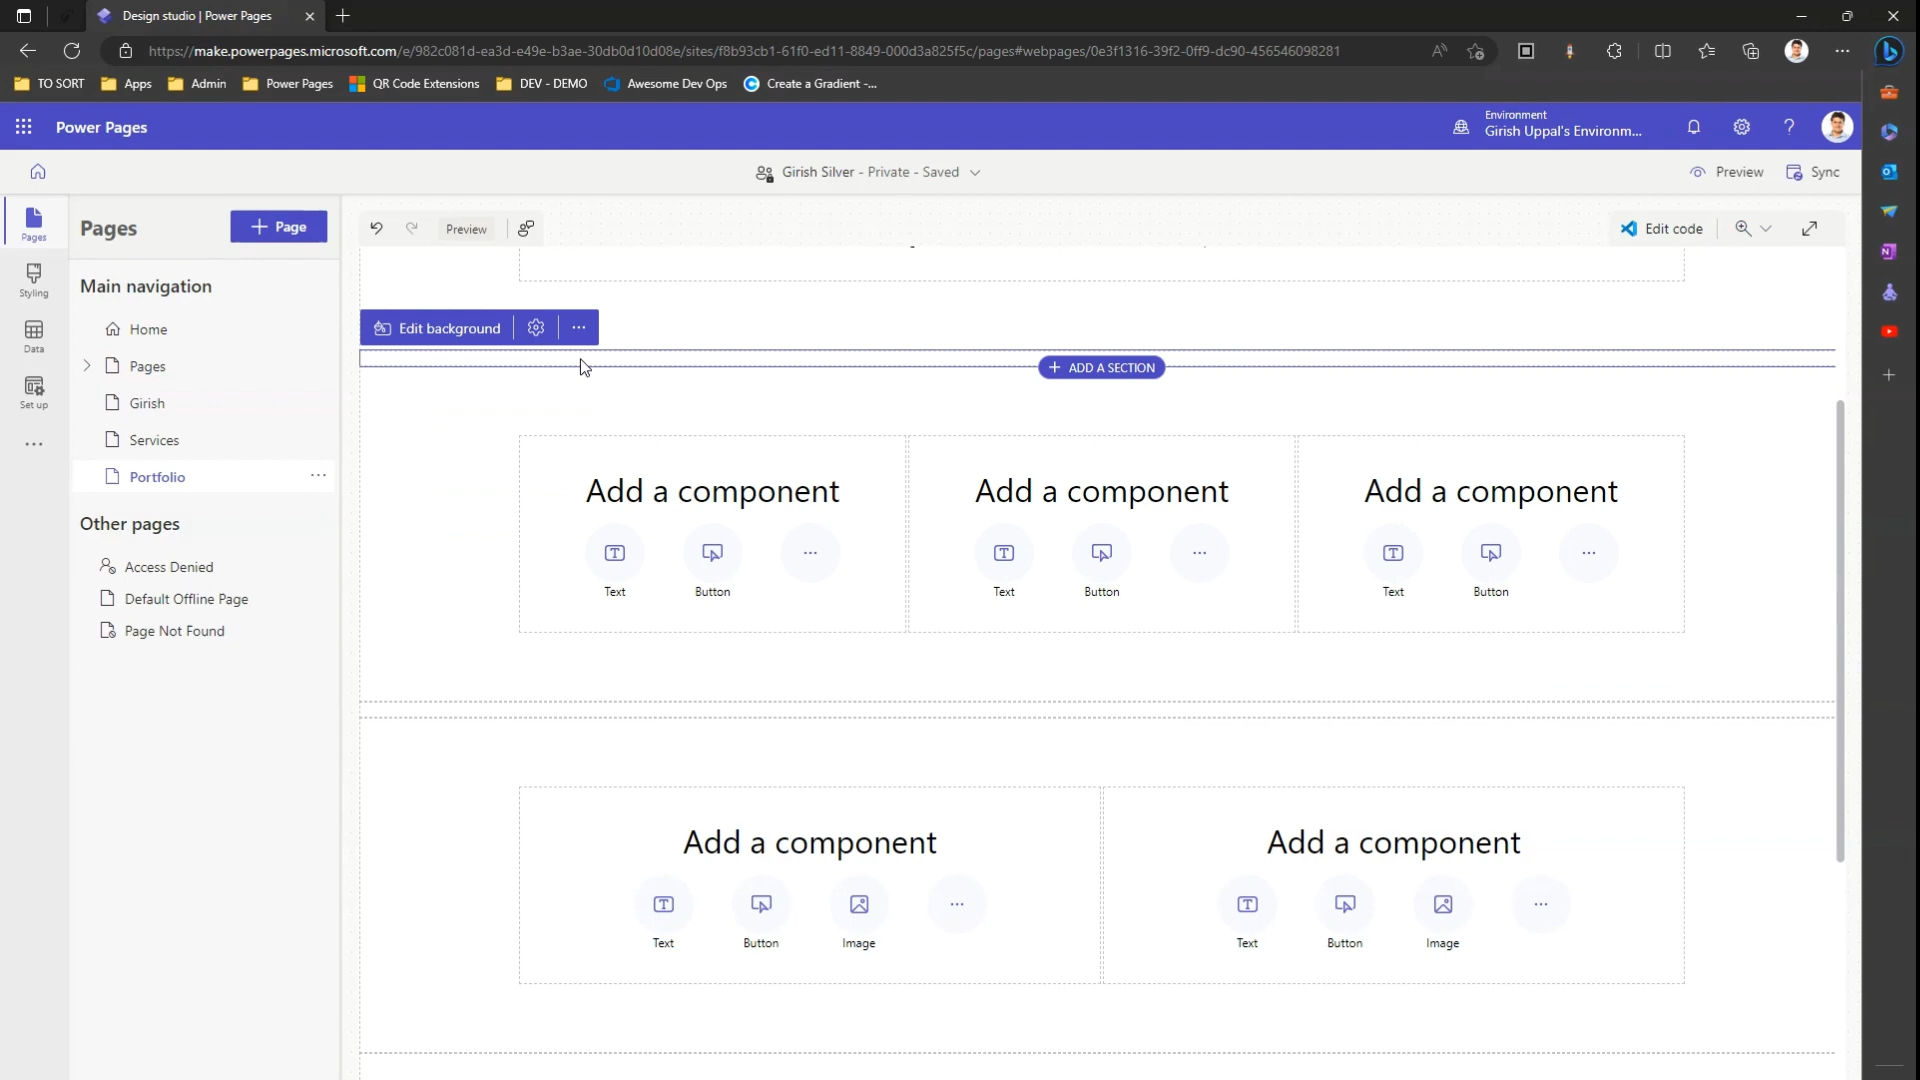 Design studio | Power Pages
https://make.powerpages.microsoft.com/e/982c081d-ea3d-e49e-b3ae-30db0d10d08e/sites/f8b93cb1-61f0-ed11-8849-000d3a825f5c/pages#webpages/0e3f1316-39f2-0ff9-dc90-456546098281
TO SORT Apps Admin Power Pages QR Code Extensions DEV - DEMO Awesome Dev Ops Create a Gradient -...
Power Pages
Environment
Girish Uppal's Environm...
Girish Silver - Private - Saved
Preview Sync
Pages
Styling
Data
Set up
Pages
+ Page
Main navigation
Home
Pages
Girish
Services
Portfolio
Other pages
Access Denied
Default Offline Page
Page Not Found
Preview
Edit code
Edit background
+ ADD A SECTION
Add a component Add a component Add a component
Text Button Text Button Text Button
Add a component Add a component
Text Button Image Text Button Image